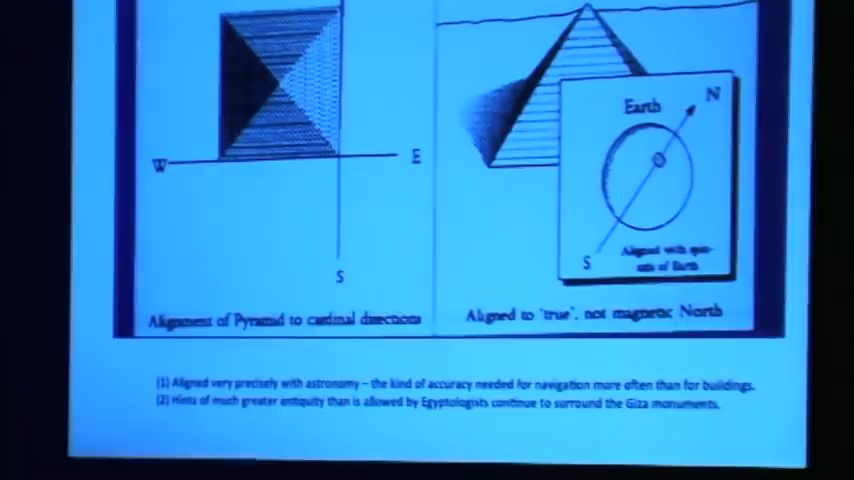 W
E
S
Alignment of Pyramid to cardinal directions
Earth
N
S
Aligned with
of Earth
Aligned to 'true', not magnetic North
(1) Aligned very precisely with astronomy – the kind of accuracy needed for navigation more often than for buildings.
(2) Hints of much greater antiquity than is allowed by Egyptologists continue to surround the Giza monuments.